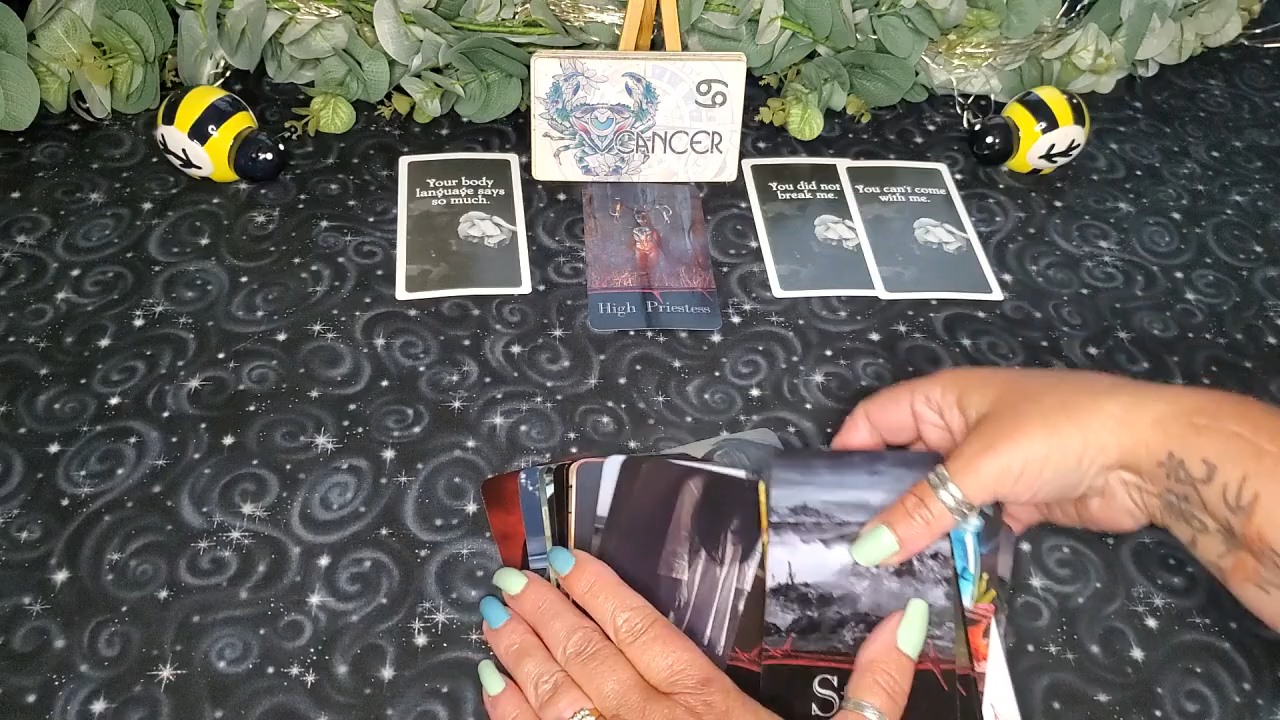 CANCER
Your body
language says
so much.
You did not
break me.
You can't come
with me.
High Priestess